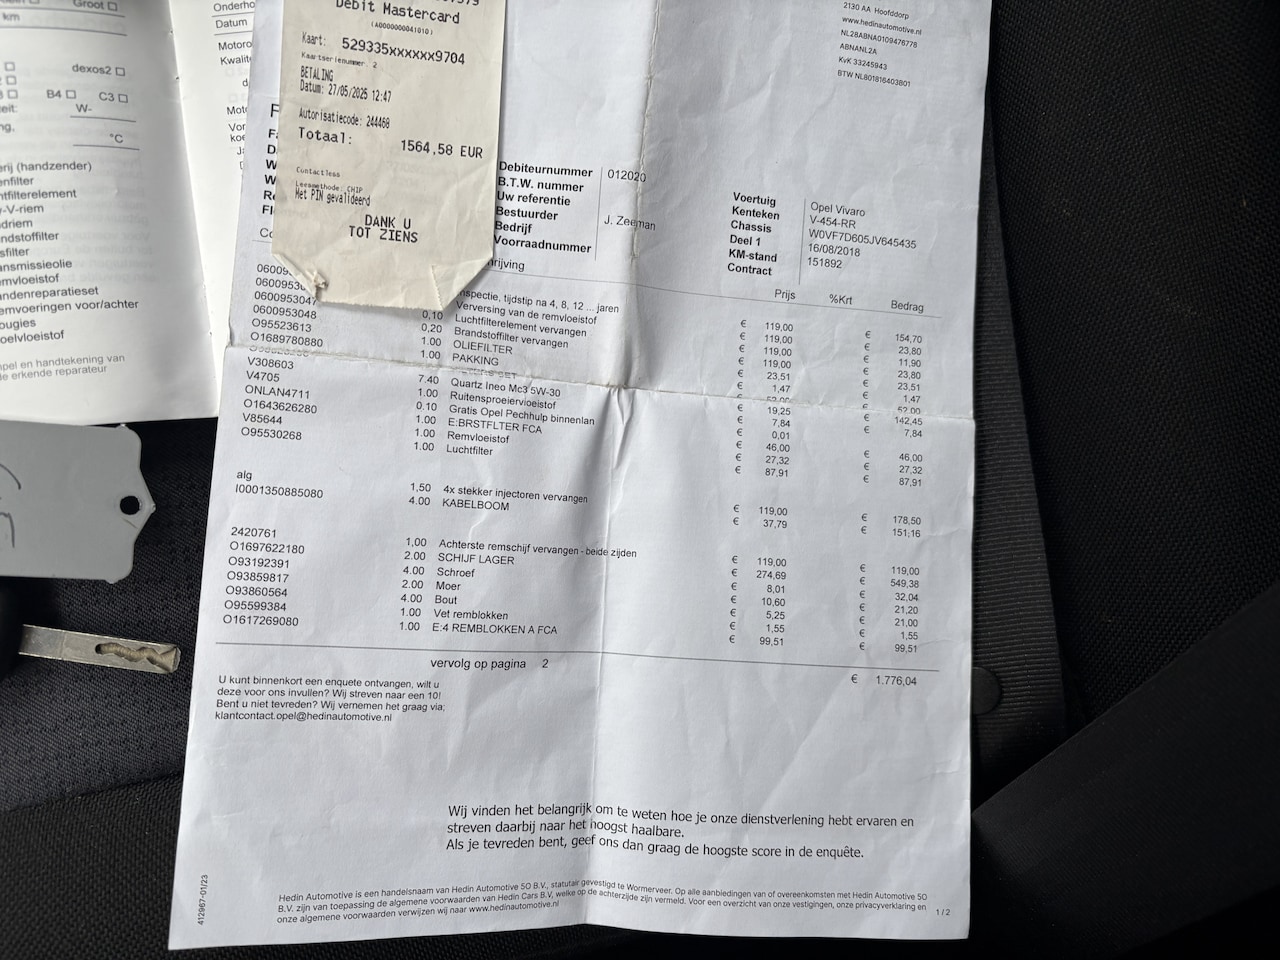 Groot ☐
km
dexos2 ☐
B4 ☐ C3 ☐
W-
°C
(handzender)
Onderho
Datum
Motoro
Kwalit
Debit Mastercard
(A0000000041010)
Kaart: 529335xxxxxx9704
Kaartserienummer: 2
BETALING
Datum: 27/05/2025 12:47
Autorisatiecode: 244468
Totaal: 1564,58 EUR
Contactless
Leesmethode: CHIP
Met PIN gevalideerd
DANK U
TOT ZIENS
2130 AA Hoofddorp
www.hedinautomotive.nl
NL28ABNA0109476778
ABNANL2A
KvK 33245943
BTW NL801816403B01
Debiteurnummer 012020
B.T.W. nummer
Uw referentie
Bestuurder J. Zeeman
Bedrijf
Voorraadnummer
Voertuig Opel Vivaro
Kenteken V-454-RR
Chassis W0VF7D605JV645435
Deel 1 16/08/2018
KM-stand 151892
Contract
rijving Prijs %Krt Bedrag
nspectie, tijdstip na 4, 8, 12 ... jaren € 119,00 € 154,70
Verversing van de remvloeistof € 119,00 € 23,80
0600953047 0,10 Luchtfilterelement vervangen € 119,00 € 11,90
0600953048 0,20 Brandstoffilter vervangen € 119,00 € 23,80
O95523613 1.00 OLIEFILTER € 23,51 € 23,51
O1689780880 1.00 PAKKING € 1,47 € 1,47
52,00 52,00
V308603 7.40 Quartz Ineo Mc3 5W-30 € 19,25 € 142,45
V4705 1.00 Ruitensproeiervloeistof € 7,84 € 7,84
ONLAN4711 0.10 Gratis Opel Pechhulp binnenlan € 0,01
O1643626280 1.00 E:BRSTFLTER FCA € 46,00 € 46,00
V85644 1.00 Remvloeistof € 27,32 € 27,32
O95530268 1.00 Luchtfilter € 87,91 € 87,91
alg 1,50 4x stekker injectoren vervangen € 119,00 € 178,50
I0001350885080 4.00 KABELBOOM € 37,79 € 151,16
2420761 1,00 Achterste remschijf vervangen - beide zijden € 119,00 € 119,00
O1697622180 2.00 SCHIJF LAGER € 274,69 € 549,38
O93192391 4.00 Schroef € 8,01 € 32,04
O93859817 2.00 Moer € 10,60 € 21,20
O93860564 4.00 Bout € 5,25 € 21,00
O95599384 1.00 Vet remblokken € 1,55 € 1,55
O1617269080 1.00 E:4 REMBLOKKEN A FCA € 99,51 € 99,51
vervolg op pagina 2 € 1.776,04
U kunt binnenkort een enquete ontvangen, wilt u
deze voor ons invullen? Wij streven naar een 10!
Bent u niet tevreden? Wij vernemen het graag via;
klantcontact.opel@hedinautomotive.nl
Wij vinden het belangrijk om te weten hoe je onze dienstverlening hebt ervaren en
streven daarbij naar het hoogst haalbare.
Als je tevreden bent, geef ons dan graag de hoogste score in de enquête.
Hedin Automotive is een handelsnaam van Hedin Automotive 5O B.V., statutair gevestigd te Wormerveer. Op alle aanbiedingen van of overeenkomsten met Hedin Automotive 5O
B.V. zijn van toepassing de algemene voorwaarden van Hedin Cars B.V, welke op de achterzijde zijn vermeld. Voor een overzicht van onze vestigingen, onze privacyverklaring en
onze algemene voorwaarden verwijzen wij naar www.hedinautomotive.nl
1 / 2
412967-01/23